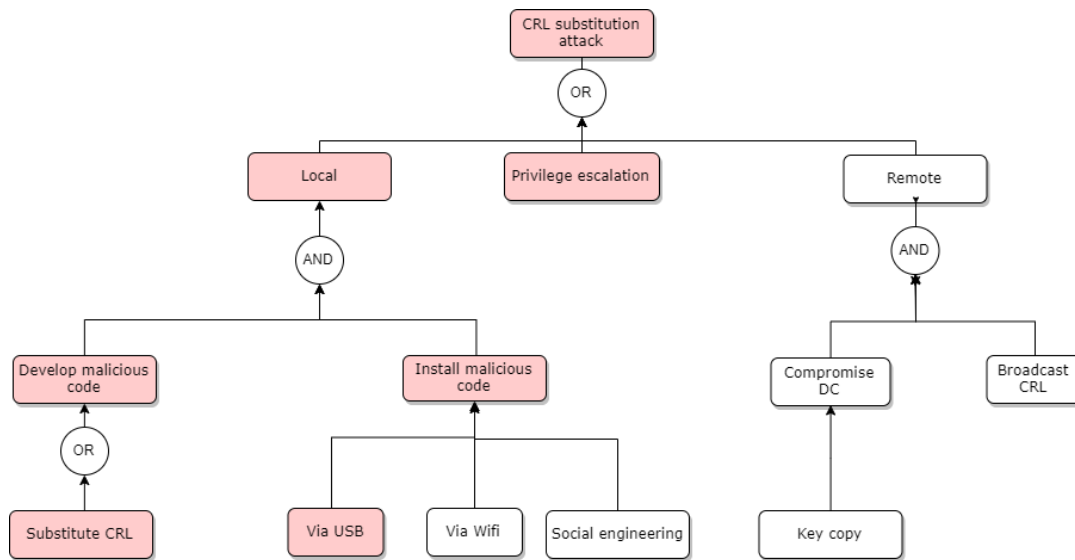 CRL substitution
attack
OR
Local
Privilege escalation
Remote
AND
AND
Develop malicious
code
Install malicious
code
Compromise
DC
Broadcast
CRL
OR
Substitute CRL
Via USB
Via Wifi
Social engineering
Key copy